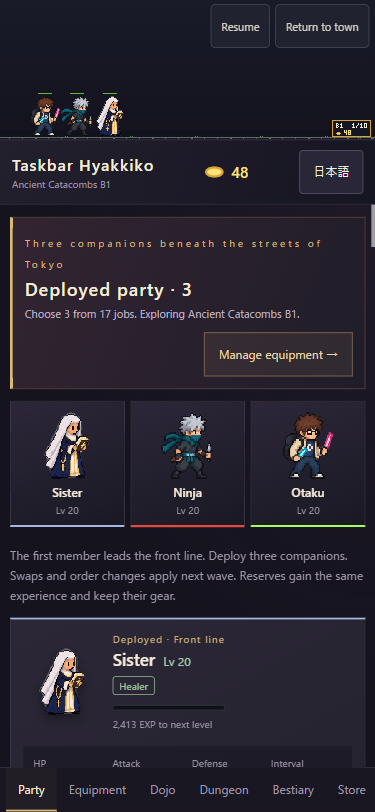 Resume
Return to town
B1 1/10
48
Taskbar Hyakkiko
Ancient Catacombs B1
48
日本語
Three companions beneath the streets of
Tokyo
Deployed party · 3
Choose 3 from 17 jobs. Exploring Ancient Catacombs B1.
Manage equipment →
Sister
Lv 20
Ninja
Lv 20
Otaku
Lv 20
The first member leads the front line. Deploy three companions.
Swaps and order changes apply next wave. Reserves gain the same
experience and keep their gear.
Deployed · Front line
Sister Lv 20
Healer
2,413 EXP to next level
HP
Attack
Defense
Interval
Party
Equipment
Dojo
Dungeon
Bestiary
Store